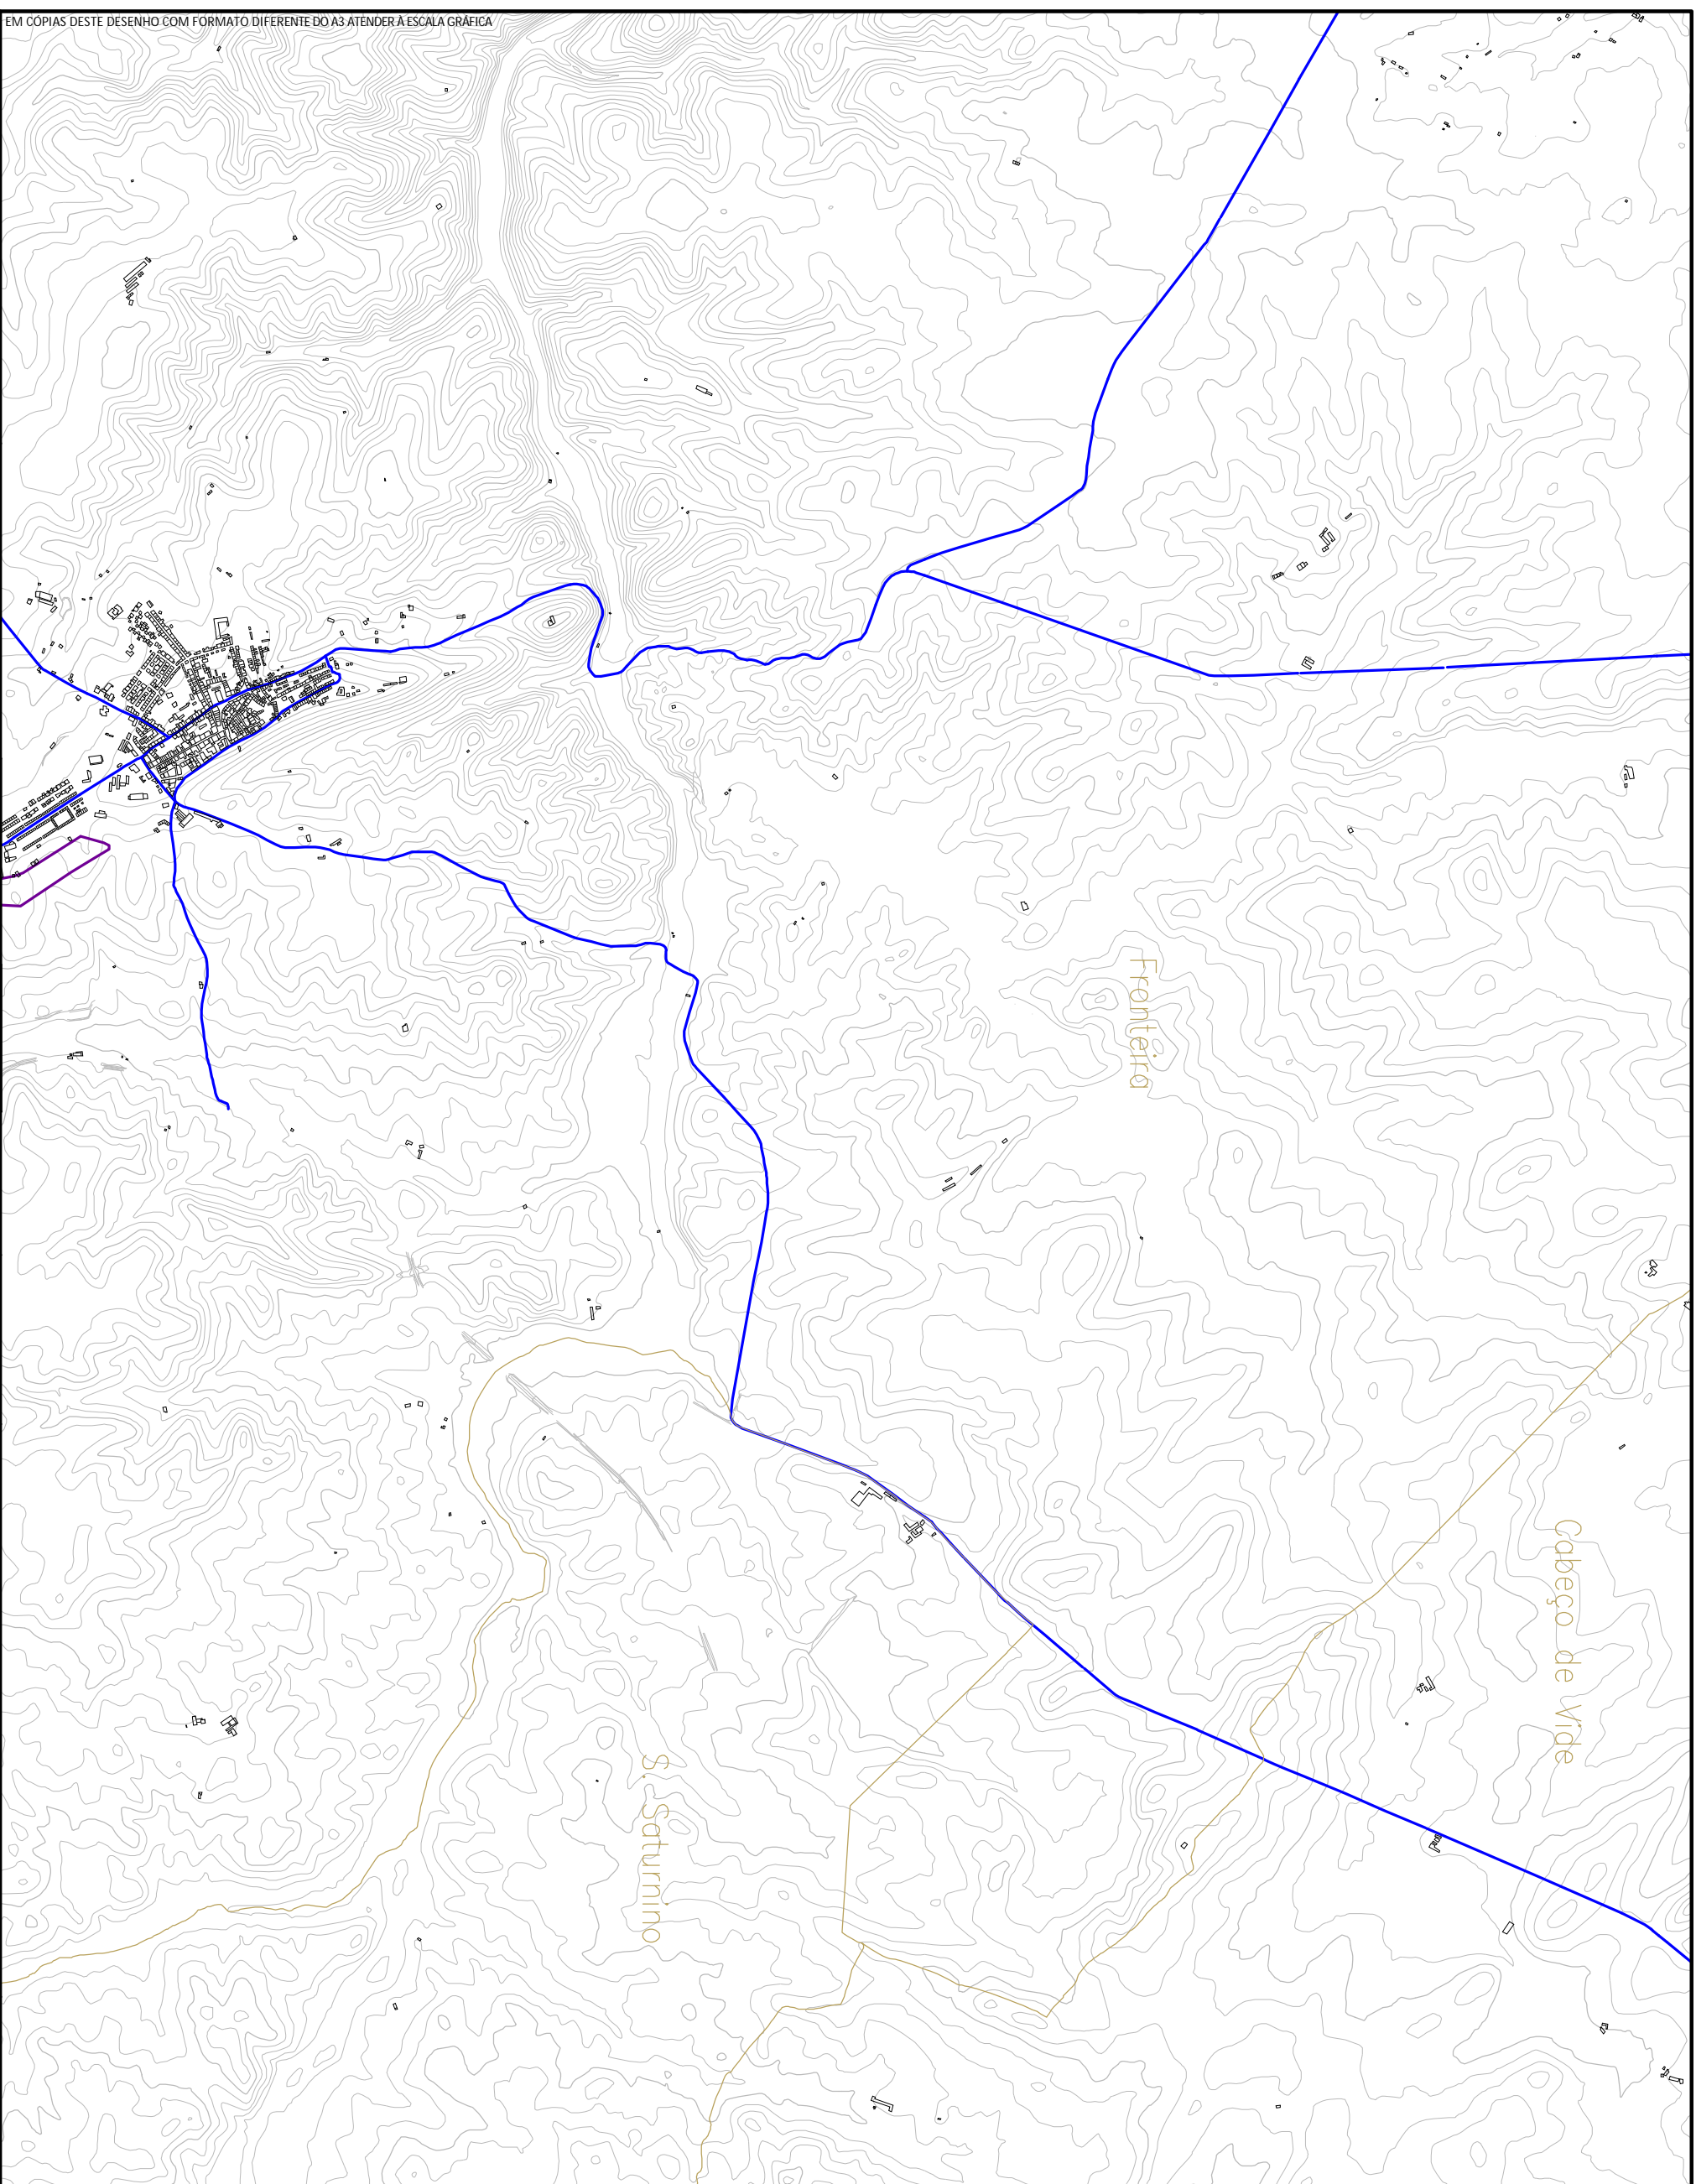 EM CÓPIAS DESTE DESENHO COM FORMATO DIFERENTE DO A3 ATENDER À ESCALA GRÁFICA
Fronteira
Cabeço de Vide
S. Saturnino